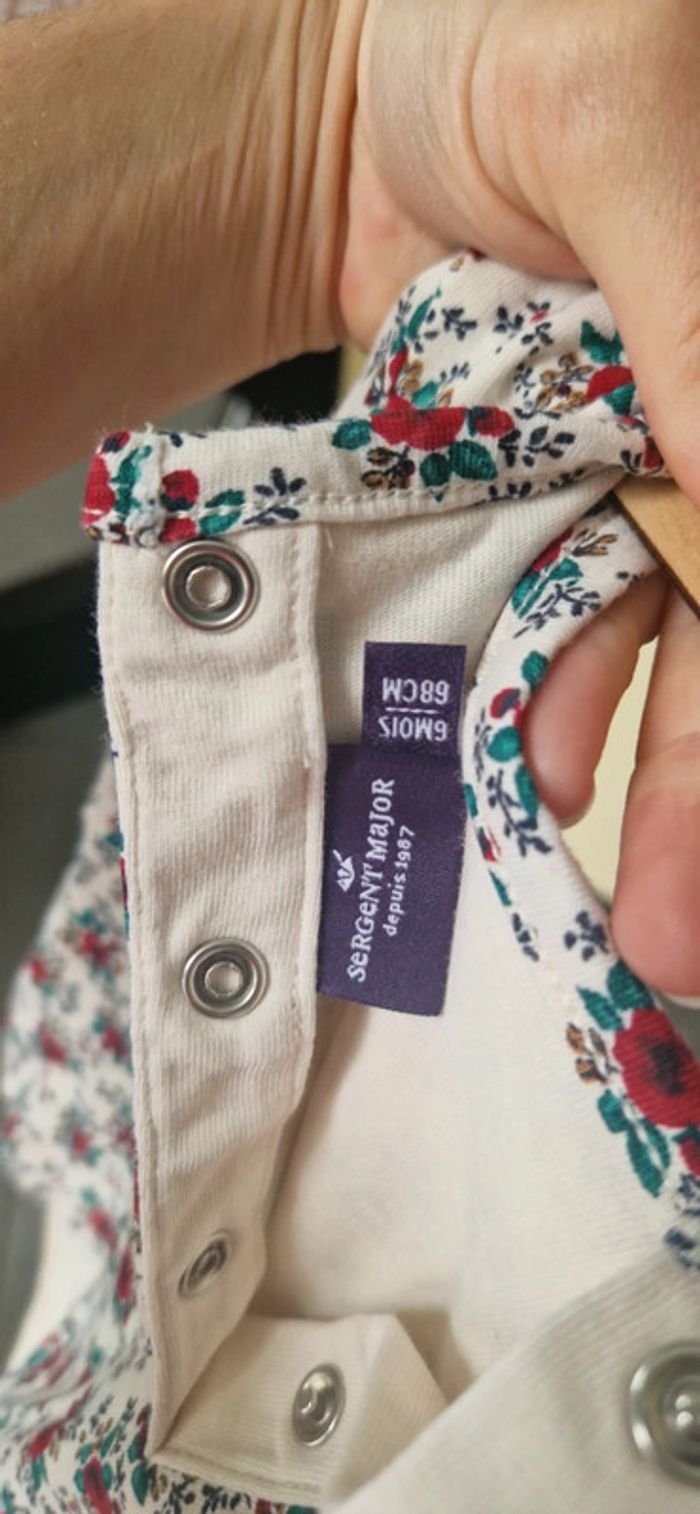 6MOIS
68CM
SeRGeNT MaJOR
depuis 1987